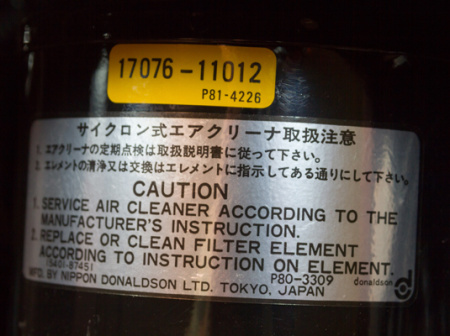 17076-11012
P81-4226
サイクロン式エアクリーナ取扱注意
1. エアクリーナの定期点検は取扱説明書に従って下さい。
2. エレメントの清浄又は交換はエレメントに指示してある通りにして下さい。
CAUTION
1. SERVICE AIR CLEANER ACCORDING TO THE
MANUFACTURER'S INSTRUCTION.
2. REPLACE OR CLEAN FILTER ELEMENT
ACCORDING TO INSTRUCTION ON ELEMENT.
P80-3309
MFD. BY NIPPON DONALDSON LTD. TOKYO, JAPAN
donaldson